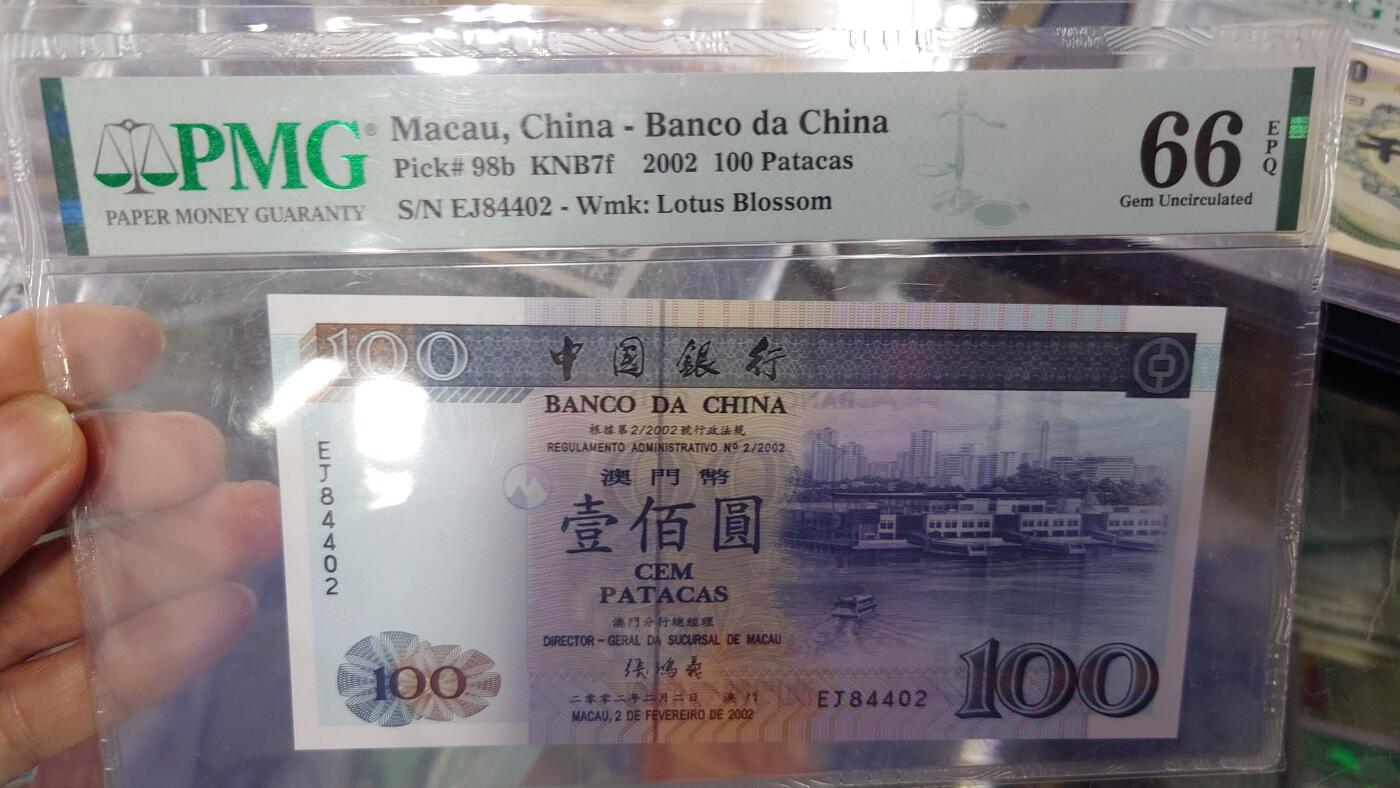 PMG®
PAPER MONEY GUARANTY
Macau, China - Banco da China
Pick# 98b KNB7f 2002 100 Patacas
S/N EJ84402 - Wmk: Lotus Blossom
66
EPQ
Gem Uncirculated
100
中國銀行
BANCO DA CHINA
根據第2/2002號行政法規
REGULAMENTO ADMINISTRATIVO Nº 2/2002
澳門幣
壹佰圓
CEM
PATACAS
澳門分行總經理
DIRECTOR-GERAL DA SUCURSAL DE MACAU
張鴻義
二零零二年二月二日 澳門
MACAU, 2 DE FEVEREIRO DE 2002
EJ84402
100
EJ84402
100